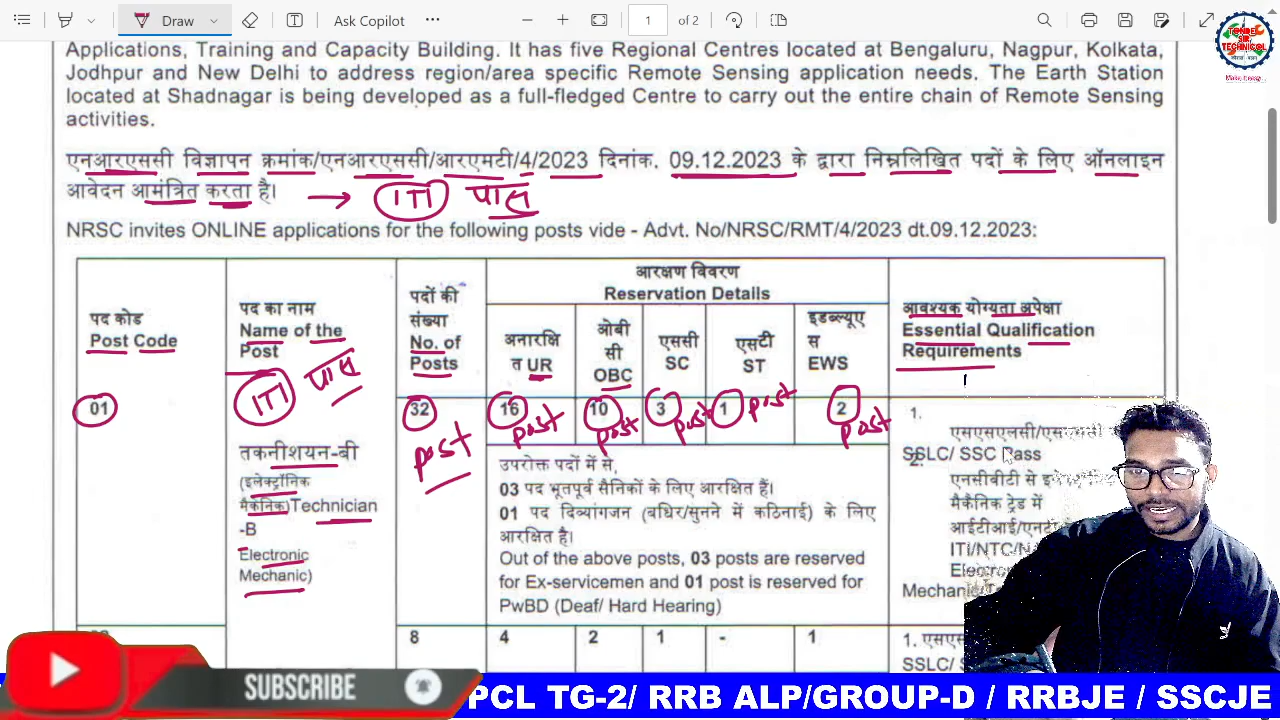 Draw
Ask Copilot
1 of 2
TONDE SIR TECHNICAL
Applications, Training and Capacity Building. It has five Regional Centres located at Bengaluru, Nagpur, Kolkata,
Jodhpur and New Delhi to address region/area specific Remote Sensing application needs. The Earth Station
located at Shadnagar is being developed as a full-fledged Centre to carry out the entire chain of Remote Sensing
activities.
एनआरएससी विज्ञापन क्रमांक/एनआरएससी/आरएमटी/4/2023 दिनांक. 09.12.2023 के द्वारा निम्नलिखित पदों के लिए ऑनलाइन
आवेदन आमंत्रित करता है। → ITI पास
NRSC invites ONLINE applications for the following posts vide - Advt. No/NRSC/RMT/4/2023 dt.09.12.2023:
पद कोड
Post Code
पद का नाम
Name of the
Post
ITI पास
पदों की
संख्या
No. of
Posts
आरक्षण विवरण
Reservation Details
अनारक्षि
त UR
ओबी
सी
OBC
एससी
SC
एसटी
ST
इडब्ल्यूए
स
EWS
आवश्यक योग्यता अपेक्षा
Essential Qualification
Requirements
01
तकनीशयन-बी
(इलेक्ट्रॉनिक
मैकॅनिक)Technician
-B
Electronic
Mechanic)
32
post
16
post
10
post
3
post
1
post
2
post
उपरोक्त पदों में से,
03 पद भूतपूर्व सैनिकों के लिए आरक्षित हैं।
01 पद दिव्यांगजन (बधिर/सुनने में कठिनाई) के लिए
आरक्षित है।
Out of the above posts, 03 posts are reserved
for Ex-servicemen and 01 post is reserved for
PwBD (Deaf/ Hard Hearing)
1.
SSLC/ SSC Pass
2.
एनसीबीटी से
मैकैनिक ट्रेड में
ITI/NTC/
8
4
2
1
-
1
1.
SSLC/
SUBSCRIBE
PCL TG-2/ RRB ALP/GROUP-D / RRBJE / SSCJE